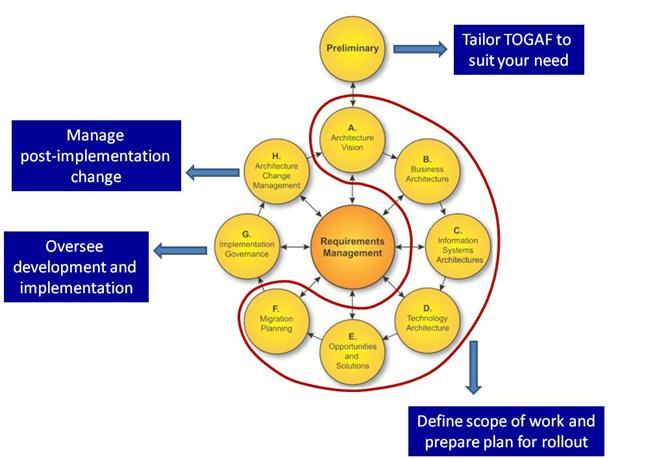 Preliminary
Tailor TOGAF to
suit your need
A.
Architecture
Vision
Manage
post-implementation
change
H.
Architecture
Change
Management
B.
Business
Architecture
G.
Implementation
Governance
Requirements
Management
C.
Information
Systems
Architectures
Oversee
development and
implementation
F.
Migration
Planning
D.
Technology
Architecture
E.
Opportunities
and
Solutions
Define scope of work and
prepare plan for rollout